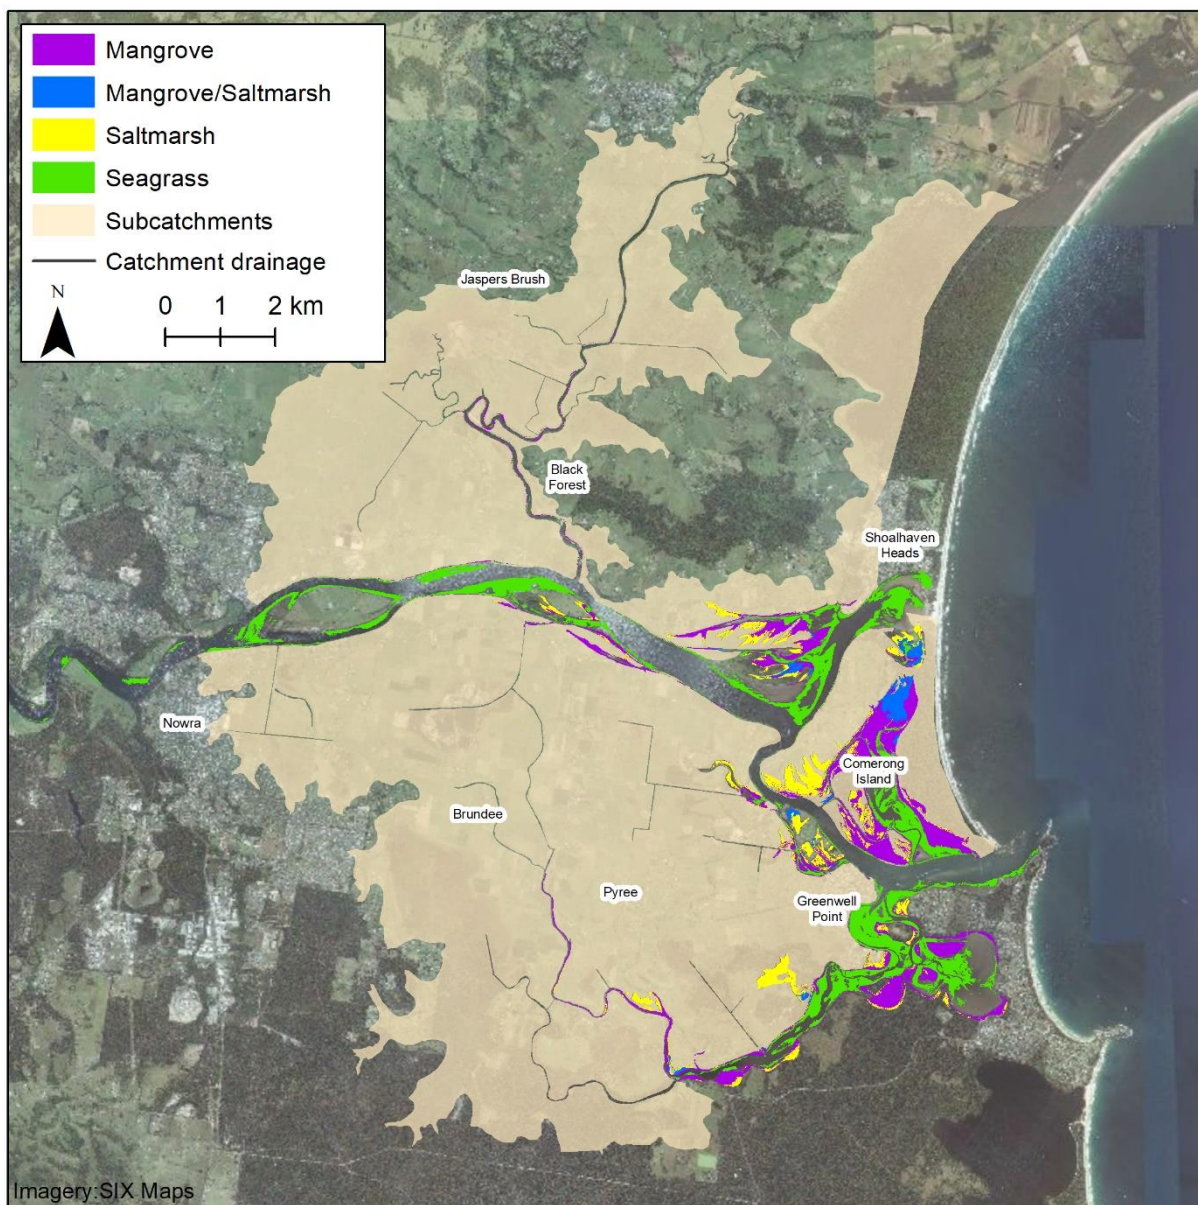 Mangrove
Mangrove/Saltmarsh
Saltmarsh
Seagrass
Subcatchments
Catchment drainage
N
0 1 2 km
Jaspers Brush
Black
Forest
Shoalhaven
Heads
Nowra
Comerong
Island
Brundee
Pyree
Greenwell
Point
Imagery:SIX Maps